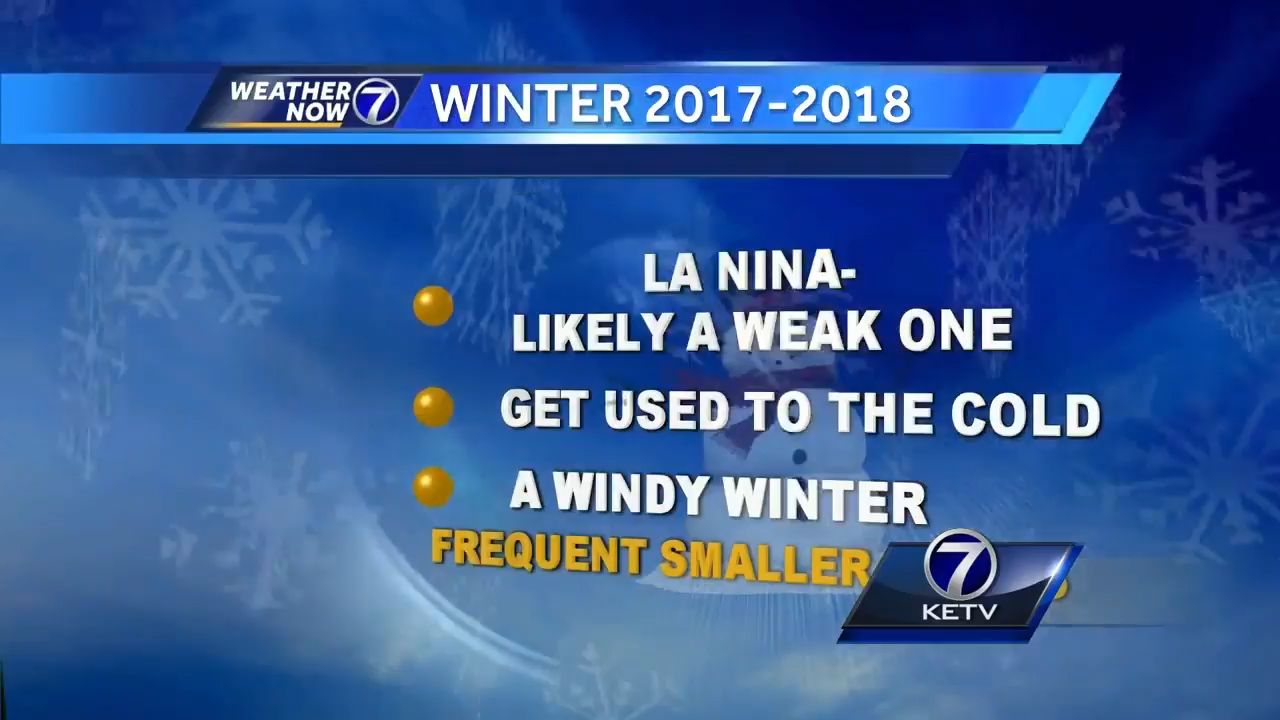 WEATHER
NOW 7
WINTER 2017-2018
LA NINA-
LIKELY A WEAK ONE
GET USED TO THE COLD
A WINDY WINTER
FREQUENT SMALLER
7
KETV